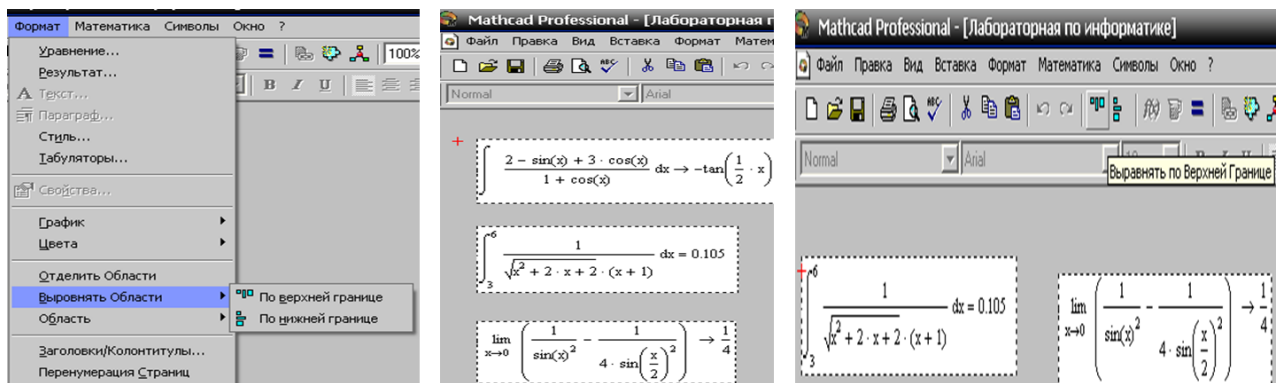 Формат Математика Символы Окно ?
Уравнение...
Результат...
100%
Текст...
B I U
Параграф...
Стиль...
Табуляторы...
Свойства...
График
Цвета
Отделить Области
Выровнять Области
По верхней границе
Область
По нижней границе
Заголовки/Колонтитулы...
Перенумерация Страниц
Mathcad Professional - [Лабораторная
Файл Правка Вид Вставка Формат Матем
Normal Arial
∫ (2 − sin(x) + 3 · cos(x))/(1 + cos(x)) dx → −tan(1/2 · x)
∫_3^6 1/(√(x^2 + 2 · x + 2) · (x + 1)) dx = 0.105
lim x→0 (1/sin(x)^2 − 1/(4 · sin(x/2)^2)) → 1/4
Mathcad Professional - [Лабораторная по информатике]
Файл Правка Вид Вставка Формат Математика Символы Окно ?
Normal Arial
Выравнять по Верхней Границе
∫_3^6 1/(√(x^2 + 2 · x + 2) · (x + 1)) dx = 0.105
lim x→0 (1/sin(x)^2 − 1/(4 · sin(x/2)^2)) → 1/4